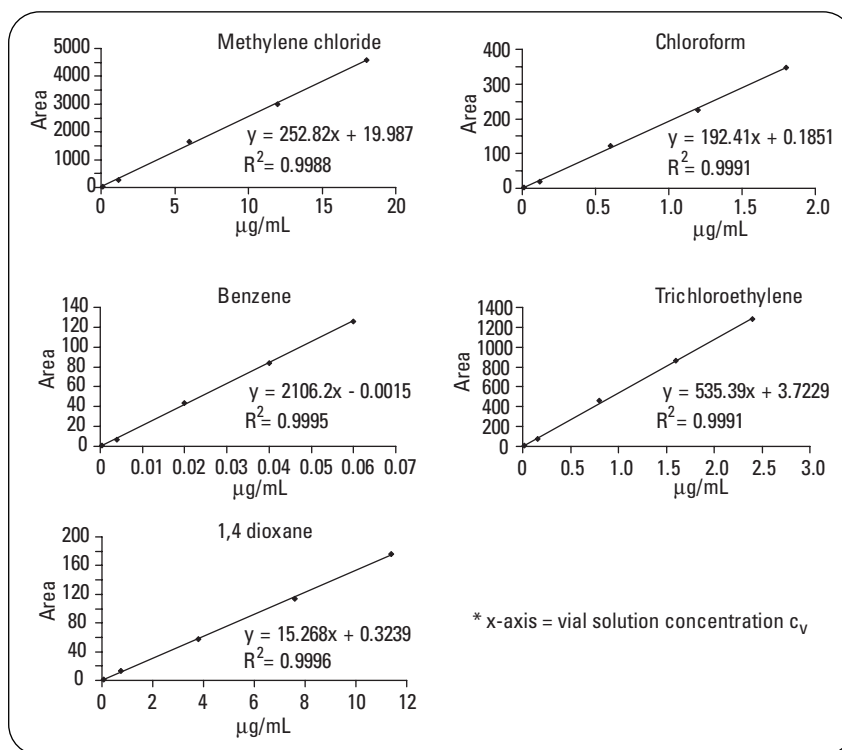 Methylene chloride
5000
4000
3000
2000
1000
0
Area
y = 252.82x + 19.987
R2 = 0.9988
0 5 10 15 20
µg/mL
Chloroform
400
300
200
100
0
Area
y = 192.41x + 0.1851
R2 = 0.9991
0 0.5 1.0 1.5 2.0
µg/mL
Benzene
140
120
100
80
60
40
20
0
Area
y = 2106.2x - 0.0015
R2 = 0.9995
0 0.01 0.02 0.03 0.04 0.05 0.06 0.07
µg/mL
Trichloroethylene
1400
1200
1000
800
600
400
200
0
Area
y = 535.39x + 3.7229
R2 = 0.9991
0 0.5 1.0 1.5 2.0 2.5 3.0
µg/mL
1,4 dioxane
200
160
120
80
40
0
Area
y = 15.268x + 0.3239
R2 = 0.9996
0 2 4 6 8 10 12
µg/mL
* x-axis = vial solution concentration cv